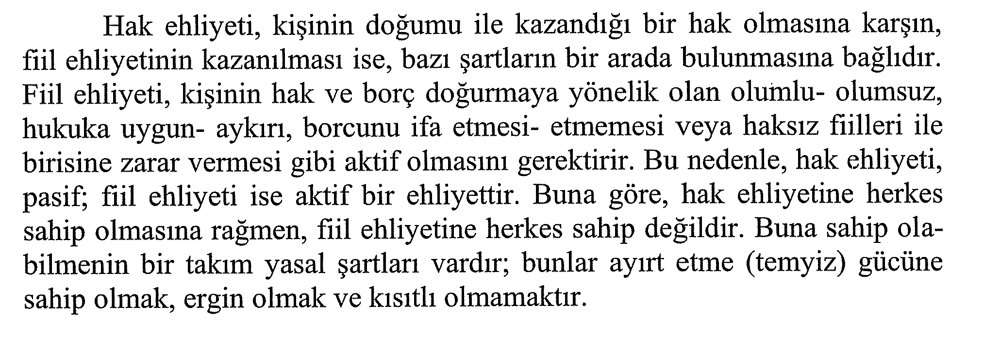 Hak ehliyeti, kişinin doğumu ile kazandığı bir hak olmasına karşın,
fiil ehliyetinin kazanılması ise, bazı şartların bir arada bulunmasına bağlıdır.
Fiil ehliyeti, kişinin hak ve borç doğurmaya yönelik olan olumlu- olumsuz,
hukuka uygun- aykırı, borcunu ifa etmesi- etmemesi veya haksız fiilleri ile
birisine zarar vermesi gibi aktif olmasını gerektirir. Bu nedenle, hak ehliyeti,
pasif; fiil ehliyeti ise aktif bir ehliyettir. Buna göre, hak ehliyetine herkes
sahip olmasına rağmen, fiil ehliyetine herkes sahip değildir. Buna sahip ola-
bilmenin bir takım yasal şartları vardır; bunlar ayırt etme (temyiz) gücüne
sahip olmak, ergin olmak ve kısıtlı olmamaktır.